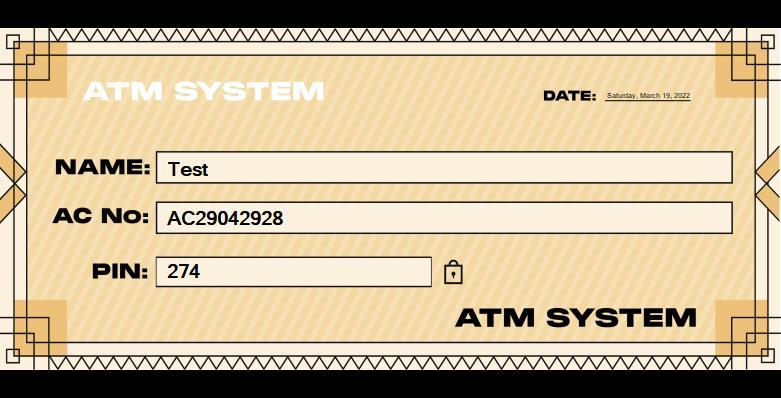 ATM SYSTEM
DATE: Saturday, March 19, 2022
NAME: Test
AC No: AC29042928
PIN: 274
ATM SYSTEM